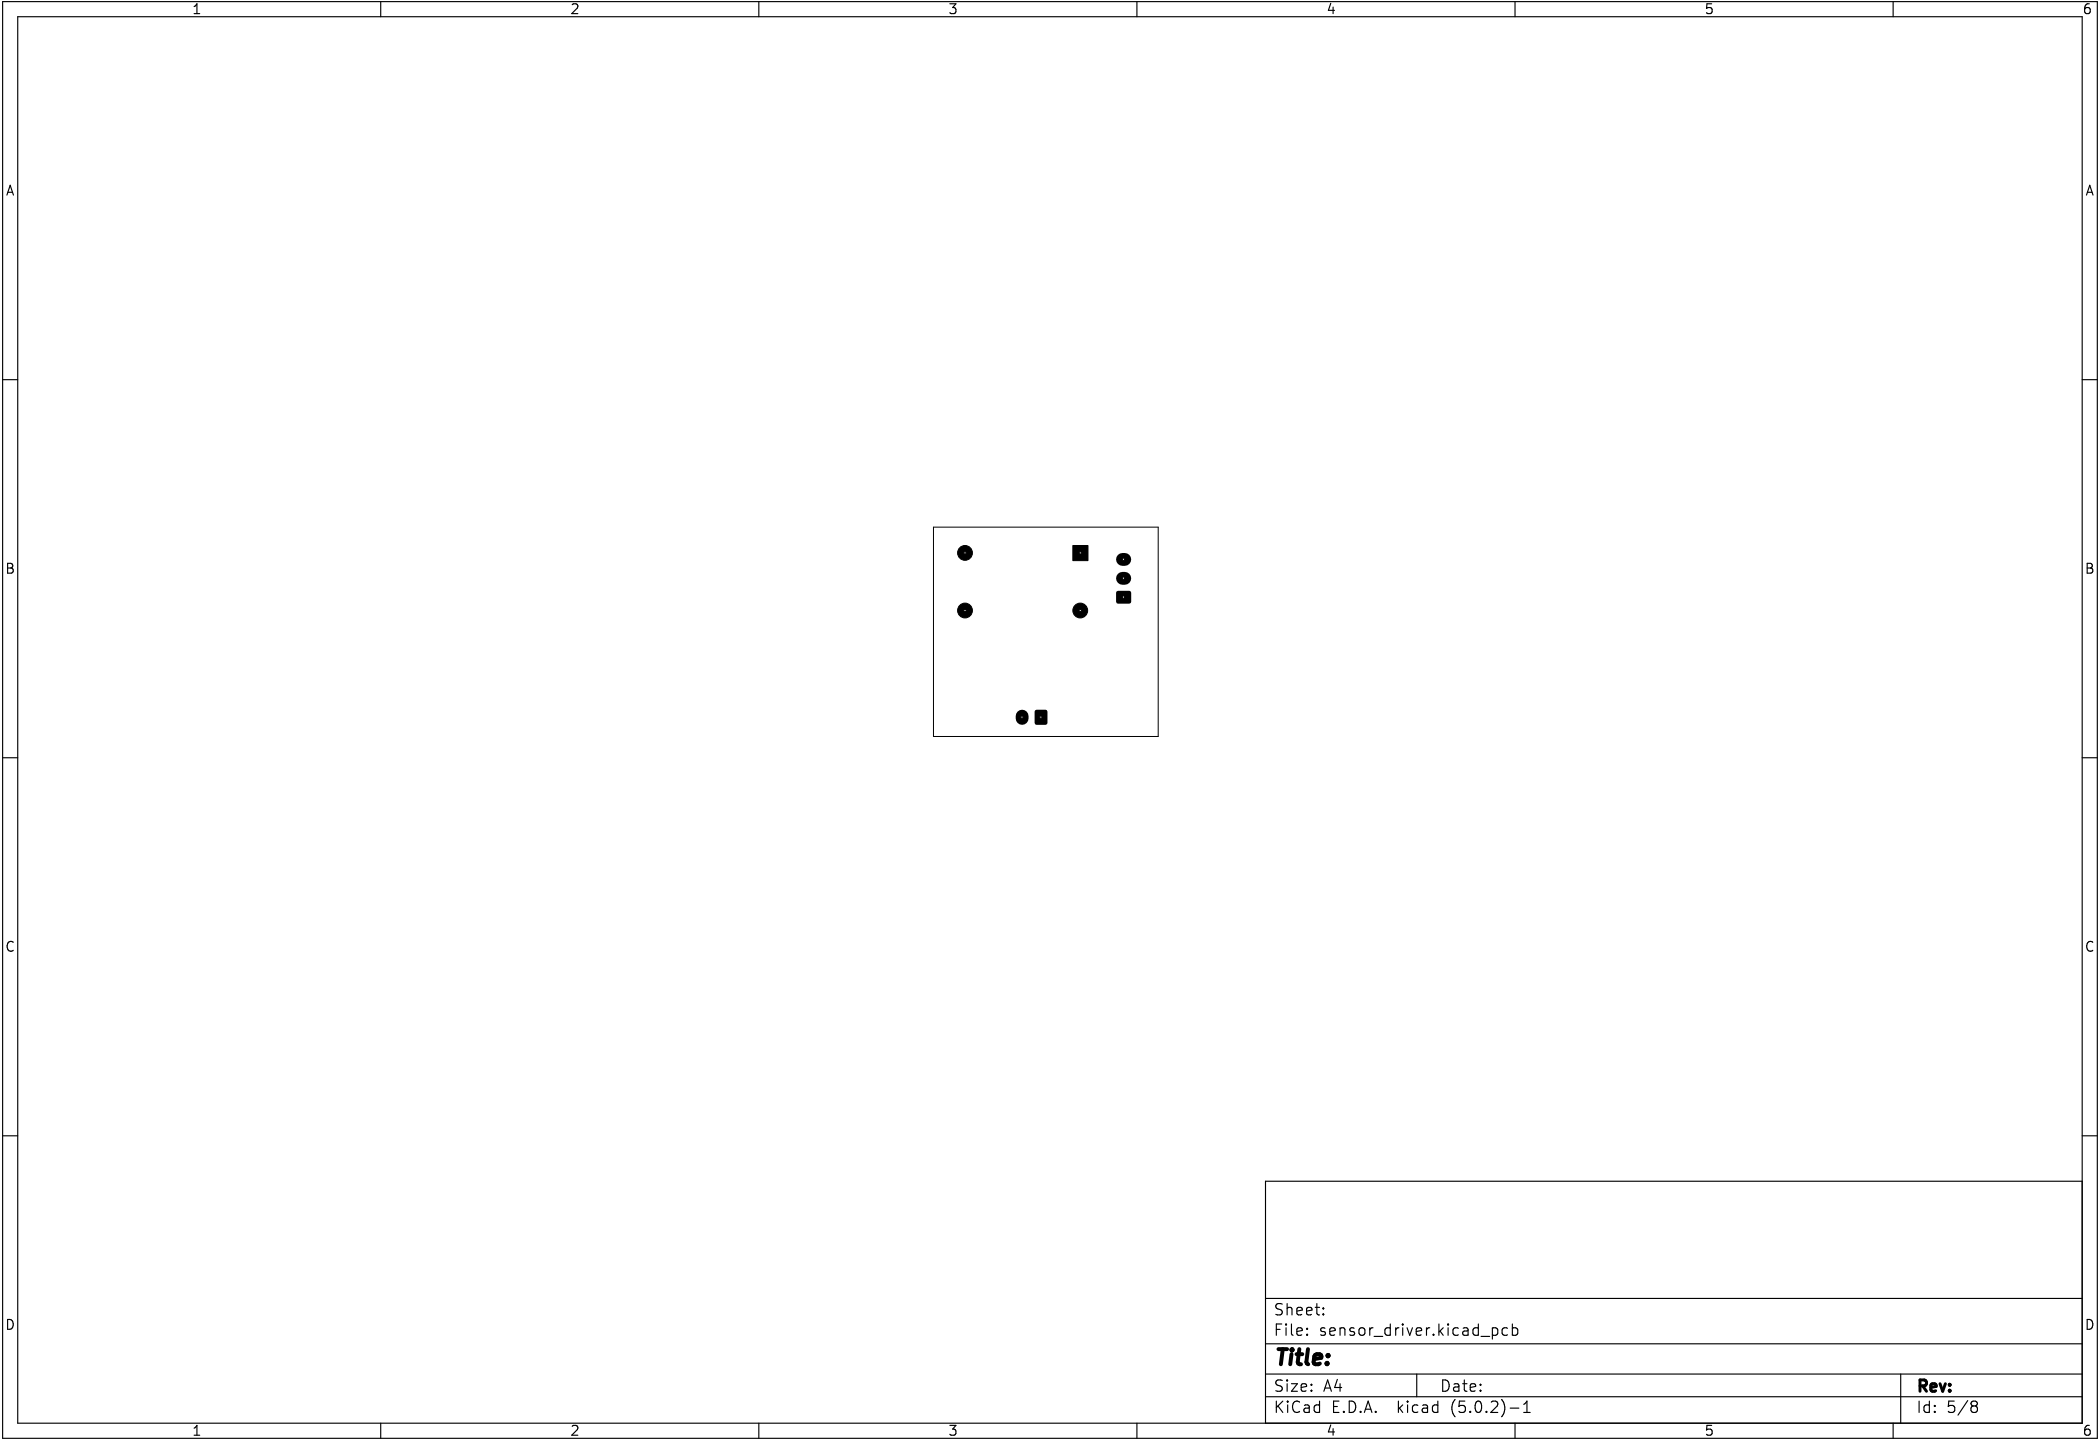 1 2 3 4 5 6
A A
B B
C C
Sheet:
D File: sensor_driver.kicad_pcb D
Title:
Size: A4 Date: Rev:
KiCad E.D.A. kicad (5.0.2)-1 Id: 5/8
1 2 3 4 5 6